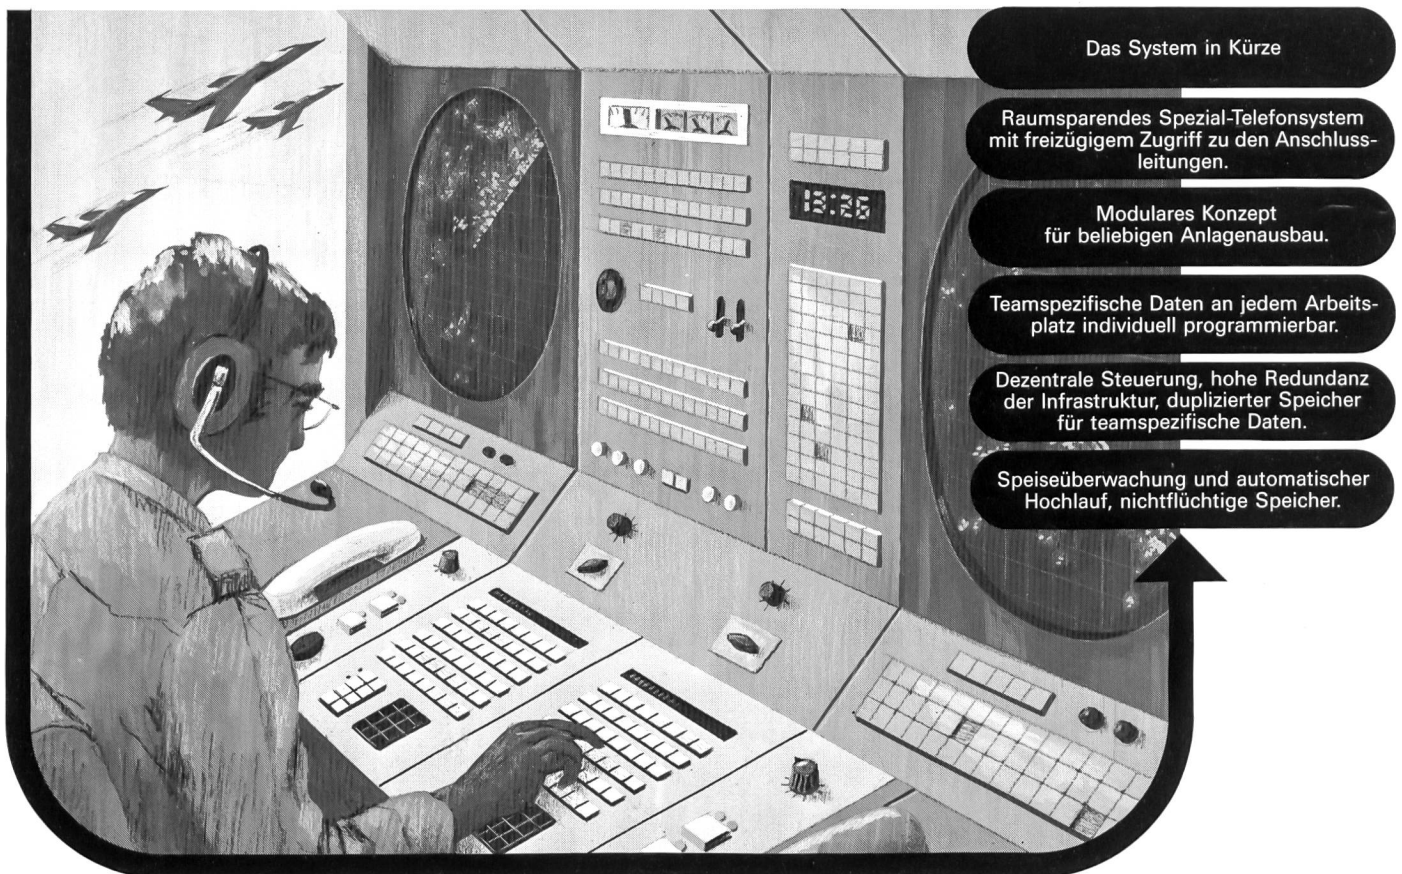 Das System in Kürze
Raumsparendes Spezial-Telefonsystem
mit freizügigem Zugriff zu den Anschluss-
leitungen.
Modulares Konzept
für beliebigen Anlagenausbau.
Teamspezifische Daten an jedem Arbeits-
platz individuell programmierbar.
Dezentrale Steuerung, hohe Redundanz
der Infrastruktur, duplizierter Speicher
für teamspezifische Daten.
Speiseüberwachung und automatischer
Hochlauf, nichtflüchtige Speicher.
13:26